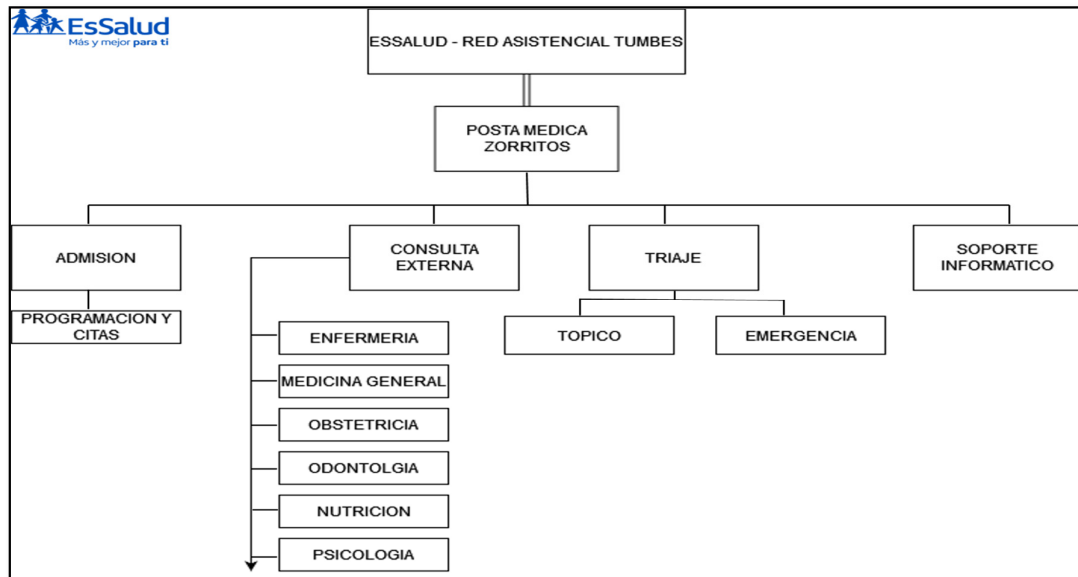 EsSalud
Más y mejor para ti
ESSALUD - RED ASISTENCIAL TUMBES
POSTA MEDICA
ZORRITOS
ADMISION
CONSULTA
EXTERNA
TRIAJE
SOPORTE
INFORMATICO
PROGRAMACION Y
CITAS
TOPICO
EMERGENCIA
ENFERMERIA
MEDICINA GENERAL
OBSTETRICIA
ODONTOLGIA
NUTRICION
PSICOLOGIA